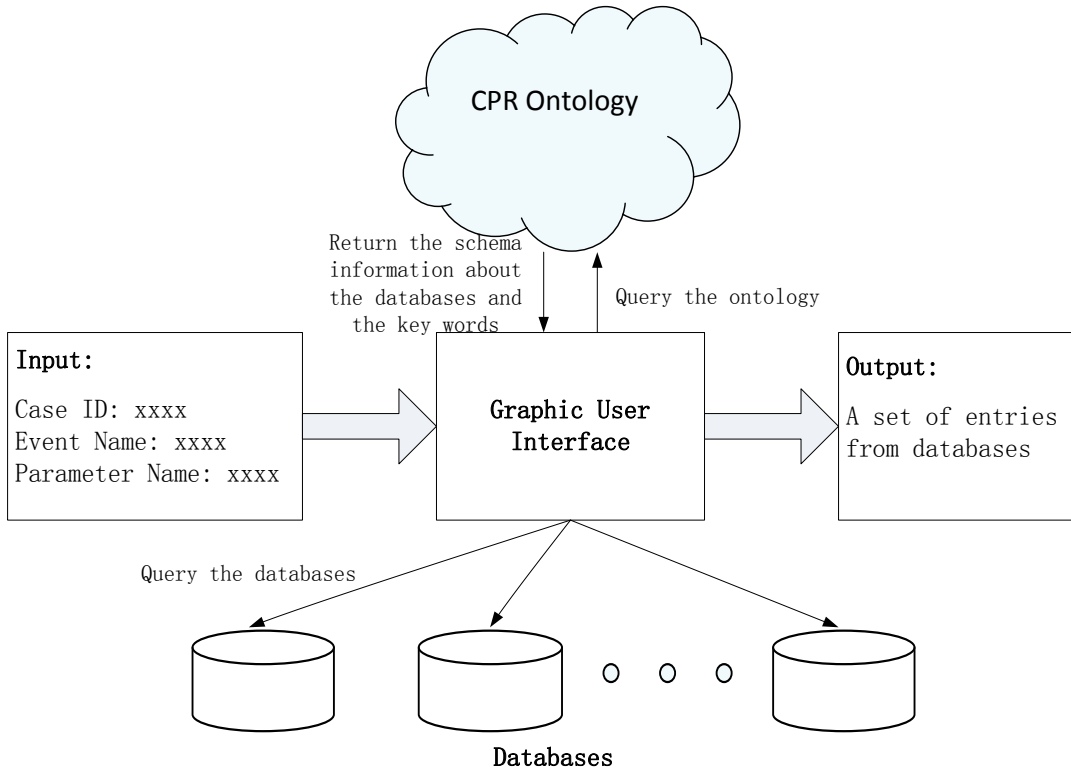 CPR Ontology
Return the schema
information about
the databases and
the key words
Query the ontology
Input:
Case ID: xxxx
Event Name: xxxx
Parameter Name: xxxx
Graphic User
Interface
Output:
A set of entries
from databases
Query the databases
Databases